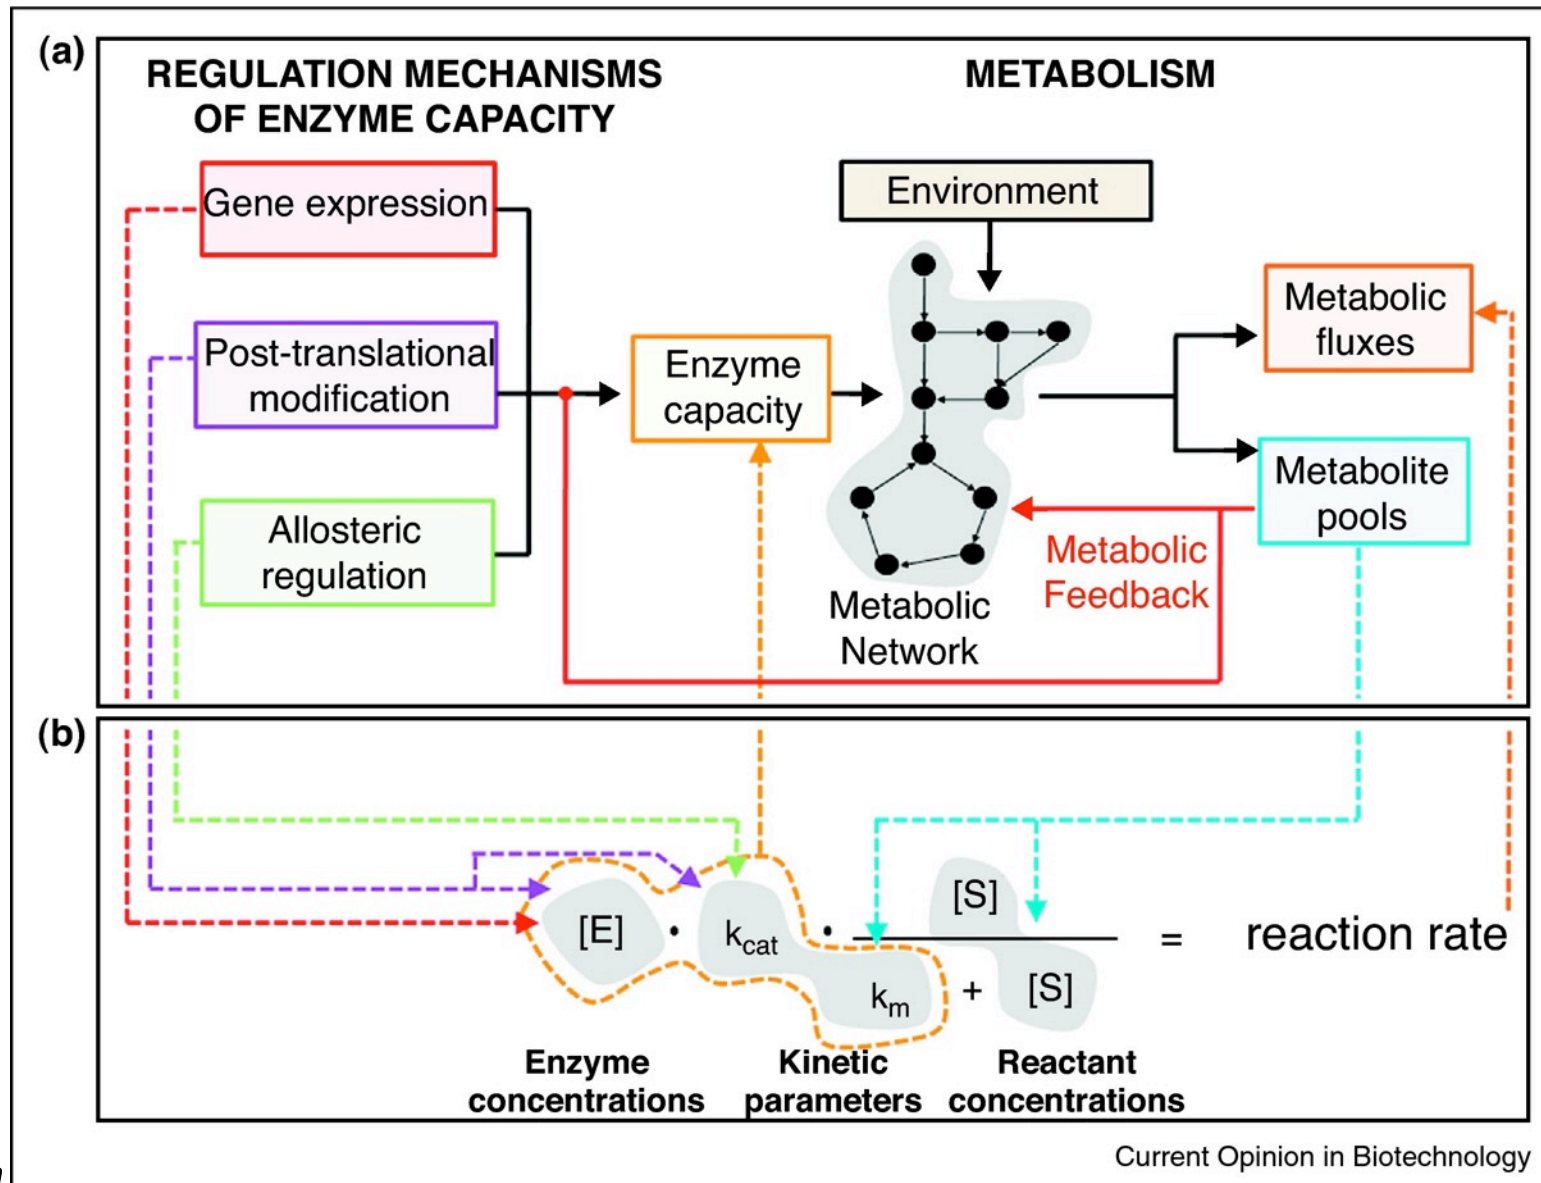 (a)
REGULATION MECHANISMS
OF ENZYME CAPACITY
METABOLISM
Gene expression
Environment
Post-translational
modification
Enzyme
capacity
Metabolic
fluxes
Metabolite
pools
Allosteric
regulation
Metabolic
Feedback
Metabolic
Network
(b)
[E] · kcat · [S]
km + [S]
= reaction rate
Enzyme
concentrations
Kinetic
parameters
Reactant
concentrations
Current Opinion in Biotechnology